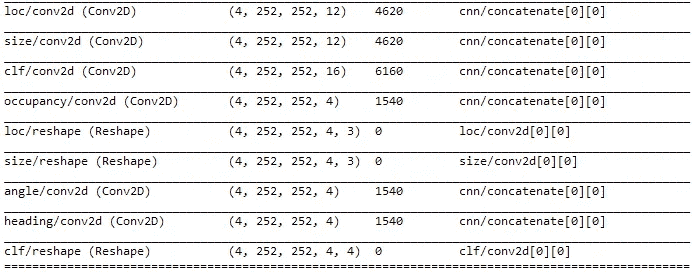 loc/conv2d (Conv2D) (4, 252, 252, 12) 4620 cnn/concatenate[0][0]
size/conv2d (Conv2D) (4, 252, 252, 12) 4620 cnn/concatenate[0][0]
clf/conv2d (Conv2D) (4, 252, 252, 16) 6160 cnn/concatenate[0][0]
occupancy/conv2d (Conv2D) (4, 252, 252, 4) 1540 cnn/concatenate[0][0]
loc/reshape (Reshape) (4, 252, 252, 4, 3) 0 loc/conv2d[0][0]
size/reshape (Reshape) (4, 252, 252, 4, 3) 0 size/conv2d[0][0]
angle/conv2d (Conv2D) (4, 252, 252, 4) 1540 cnn/concatenate[0][0]
heading/conv2d (Conv2D) (4, 252, 252, 4) 1540 cnn/concatenate[0][0]
clf/reshape (Reshape) (4, 252, 252, 4, 4) 0 clf/conv2d[0][0]